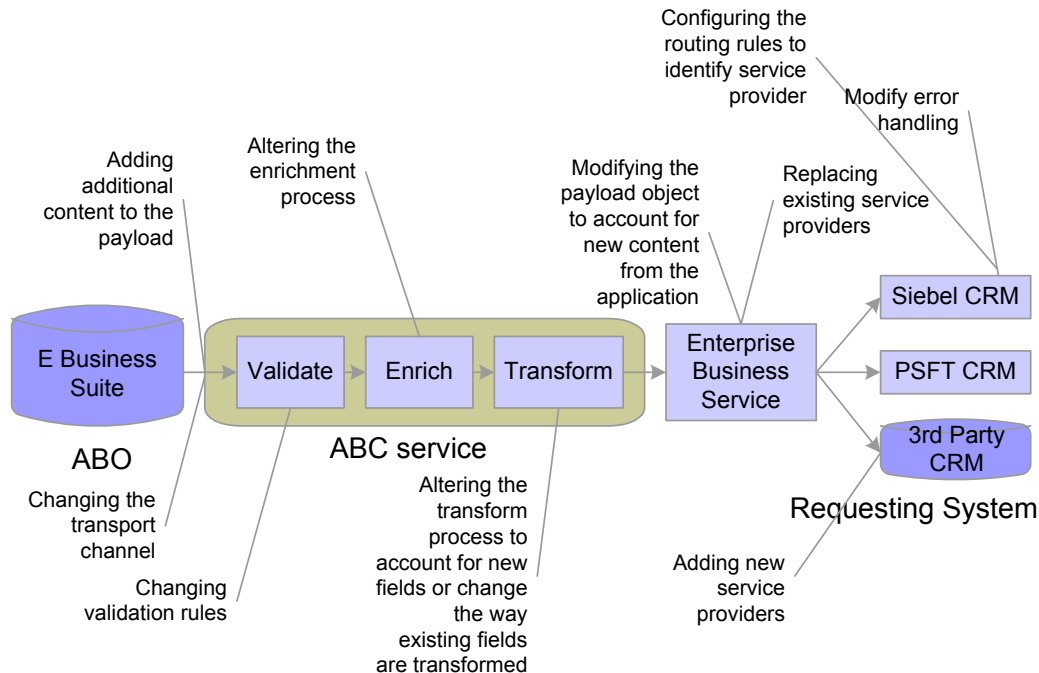 Configuring the
routing rules to
identify service
provider
Modify error
handling
Adding
additional
content to the
payload
Altering the
enrichment
process
Modifying the
payload object
to account for
new content
from the
application
Replacing
existing service
providers
E Business
Suite
Validate
Enrich
Transform
Enterprise
Business
Service
Siebel CRM
PSFT CRM
3rd Party
CRM
ABO
ABC service
Requesting System
Changing the
transport
channel
Changing
validation rules
Altering the
transform
process to
account for new
fields or change
the way
existing fields
are transformed
Adding new
service
providers